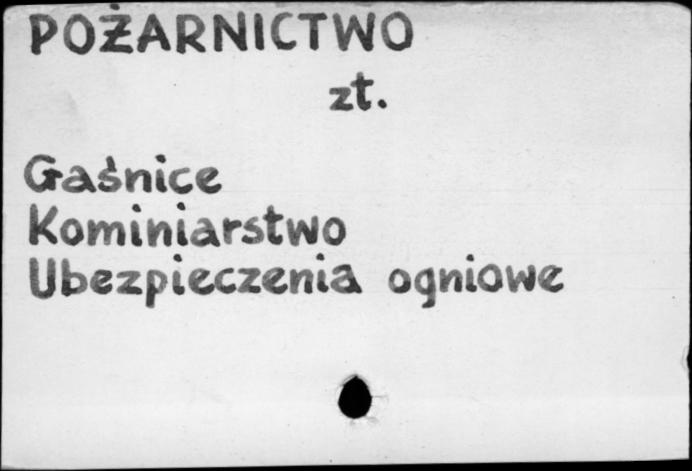 POŻARNICTWO
zt.
Gaśnice
Kominiarstwo
Ubezpieczenia ogniowe